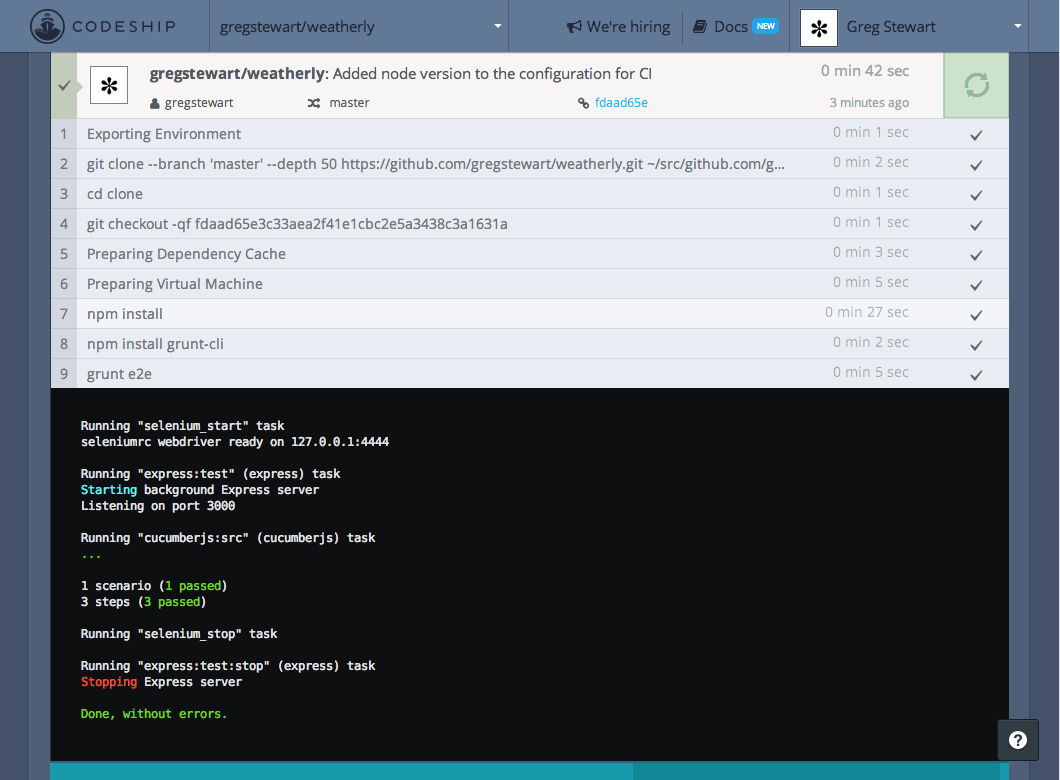 CODESHIP
gregstewart/weatherly
We're hiring
Docs NEW
Greg Stewart
gregstewart/weatherly: Added node version to the configuration for CI
0 min 42 sec
gregstewart
master
fdaad65e
3 minutes ago
1 Exporting Environment 0 min 1 sec
2 git clone --branch 'master' --depth 50 https://github.com/gregstewart/weatherly.git ~/src/github.com/g... 0 min 2 sec
3 cd clone 0 min 1 sec
4 git checkout -qf fdaad65e3c33aea2f41e1cbc2e5a3438c3a1631a 0 min 1 sec
5 Preparing Dependency Cache 0 min 3 sec
6 Preparing Virtual Machine 0 min 5 sec
7 npm install 0 min 27 sec
8 npm install grunt-cli 0 min 2 sec
9 grunt e2e 0 min 5 sec
Running "selenium_start" task
seleniumrc webdriver ready on 127.0.0.1:4444
Running "express:test" (express) task
Starting background Express server
Listening on port 3000
Running "cucumberjs:src" (cucumberjs) task
...
1 scenario (1 passed)
3 steps (3 passed)
Running "selenium_stop" task
Running "express:test:stop" (express) task
Stopping Express server
Done, without errors.
?